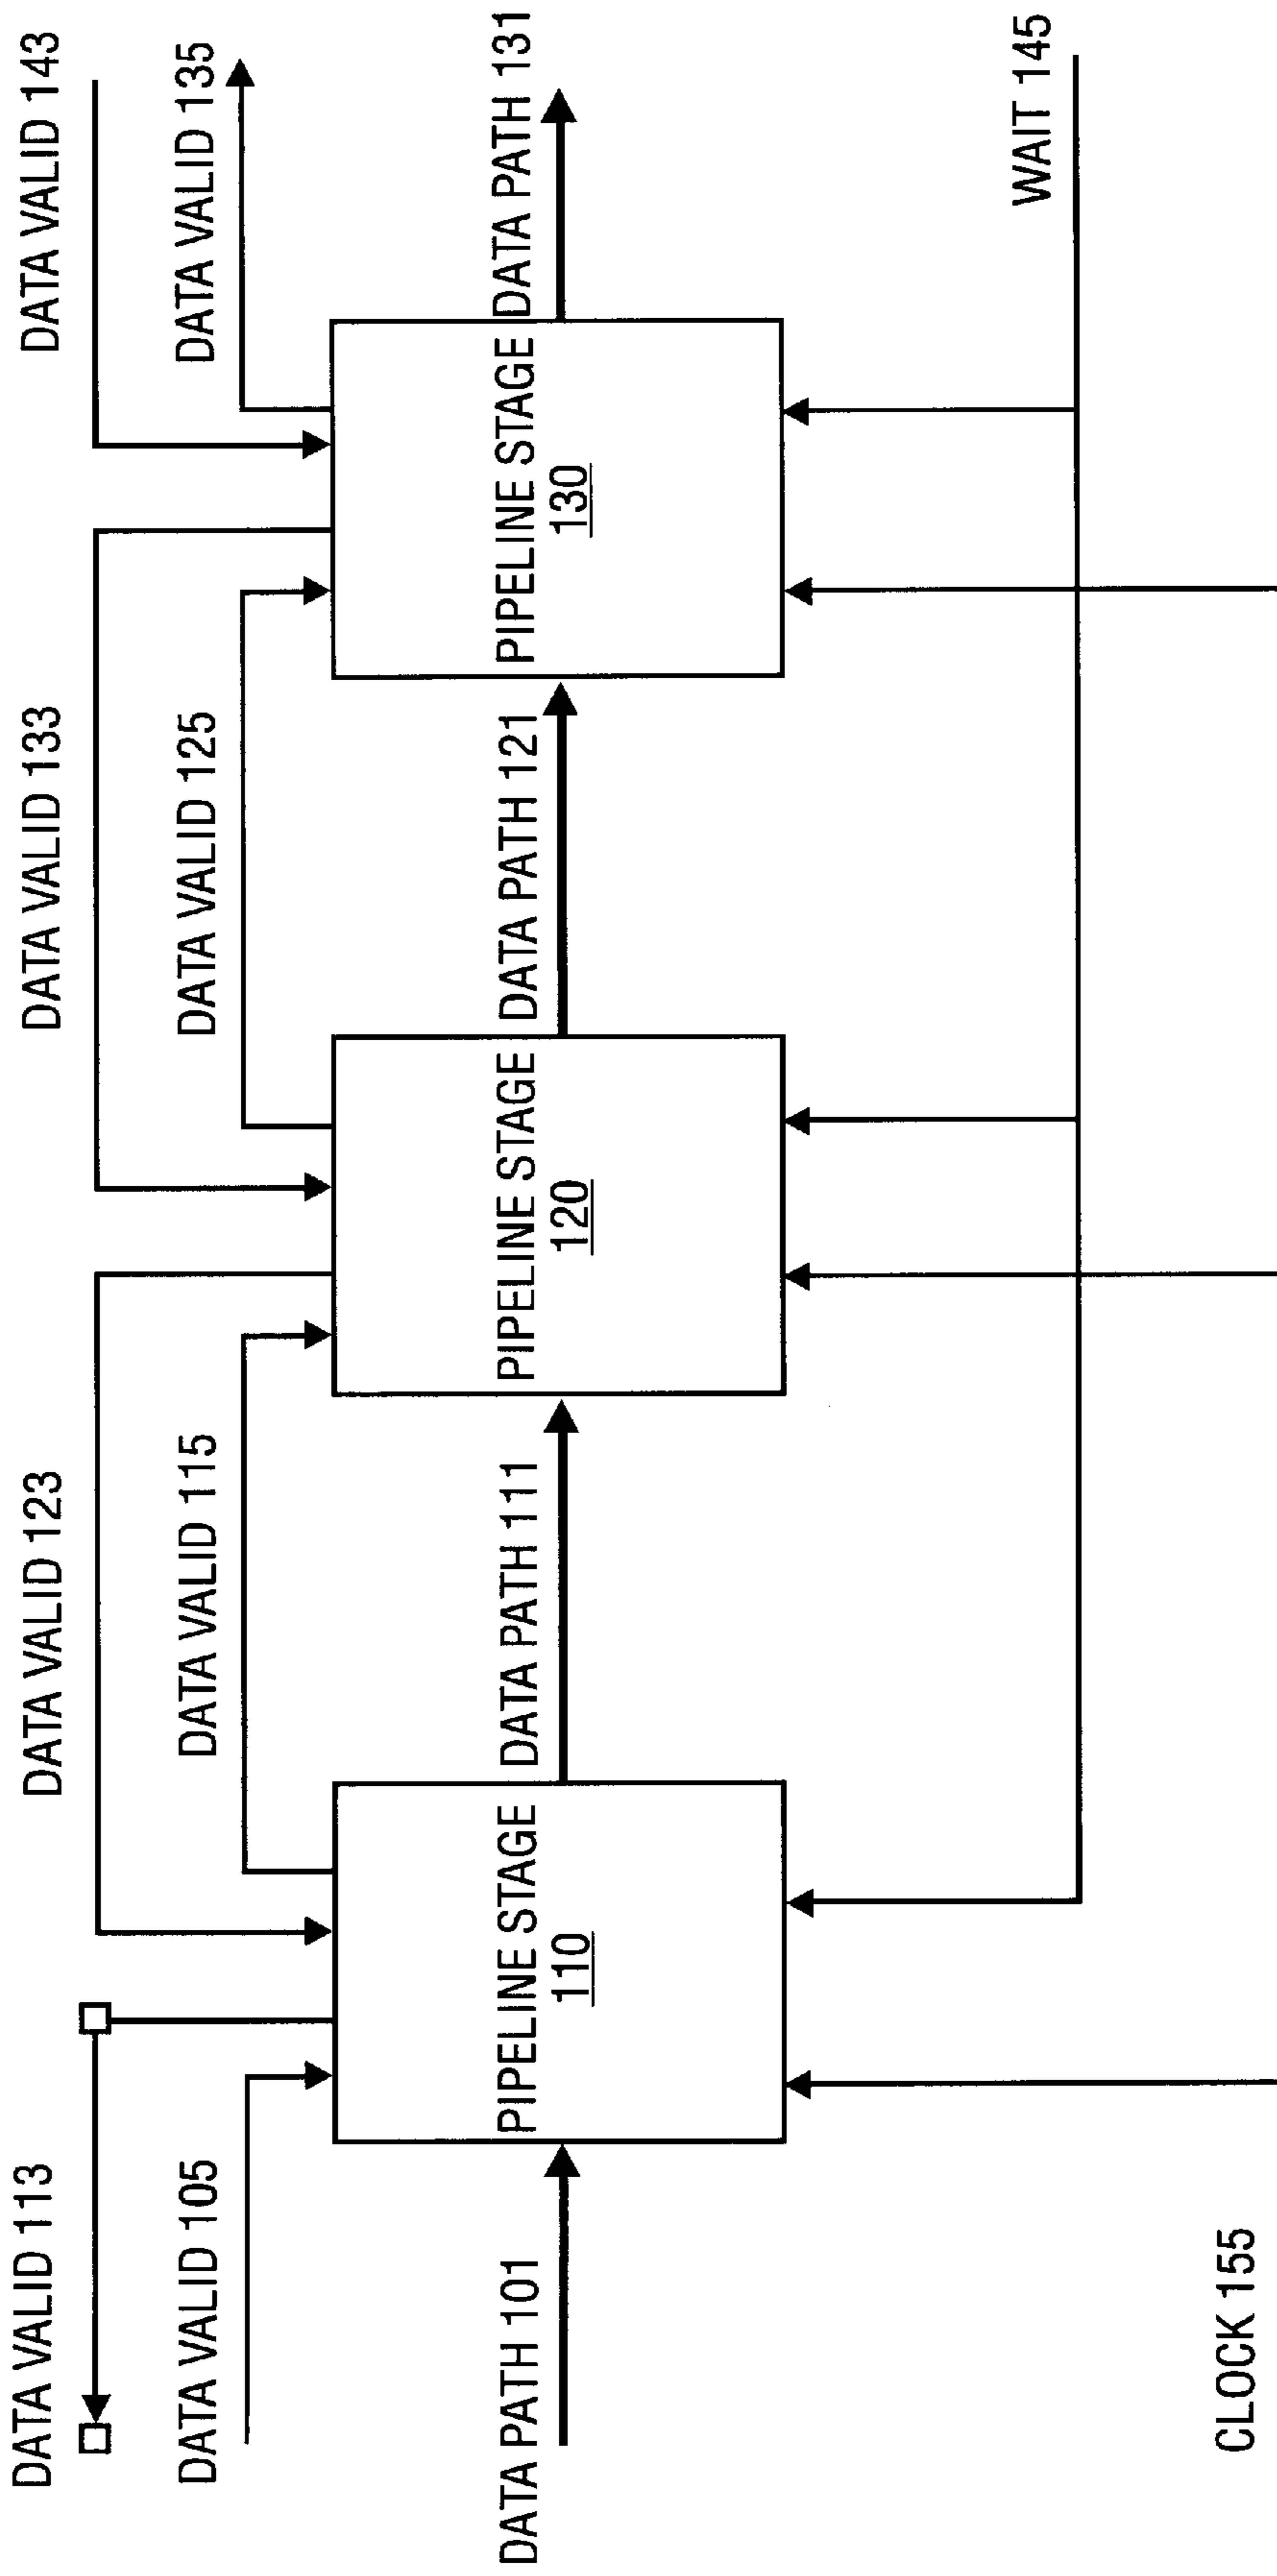 DATA VALID 113
DATA VALID 123
DATA VALID 133
DATA VALID 143
DATA VALID 105
DATA VALID 115
DATA VALID 125
DATA VALID 135
DATA PATH 101
PIPELINE STAGE
110
DATA PATH 111
PIPELINE STAGE
120
DATA PATH 121
PIPELINE STAGE
130
DATA PATH 131
WAIT 145
CLOCK 155